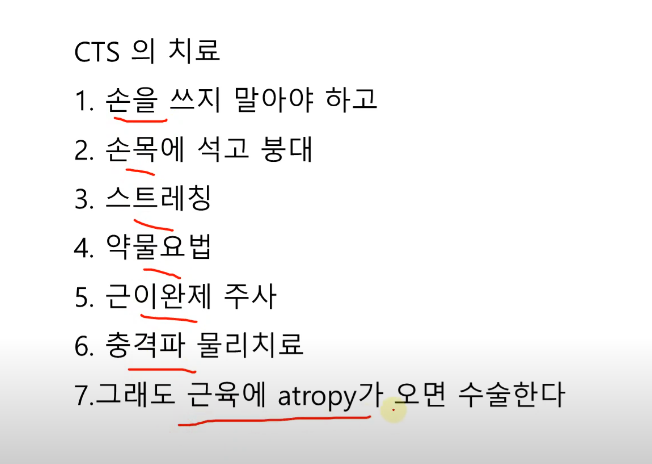 CTS 의 치료
1. 손을 쓰지 말아야 하고
2. 손목에 석고 붕대
3. 스트레칭
4. 약물요법
5. 근이완제 주사
6. 충격파 물리치료
7.그래도 근육에 atropy가 오면 수술한다